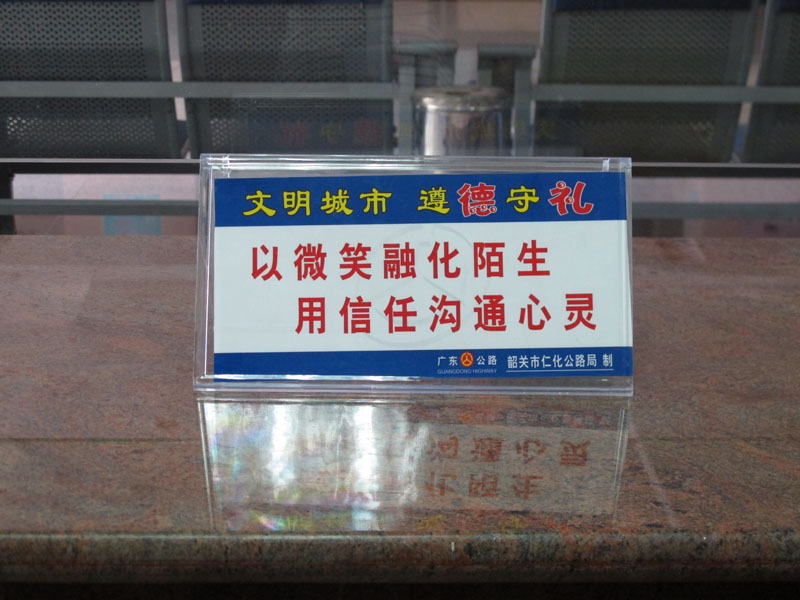 文明城市 遵德守礼
以微笑融化陌生
用信任沟通心灵
广东 公路 韶关市仁化公路局 制
GUANGDONG HIGHWAY